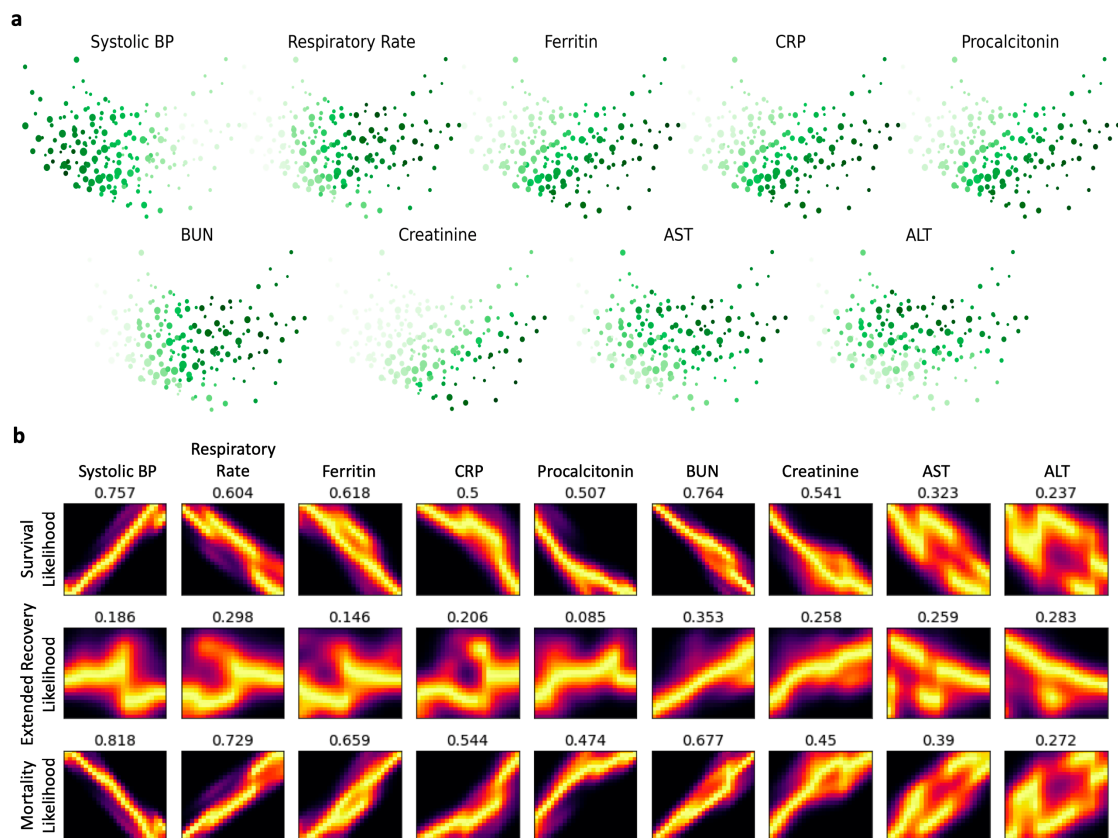 a
Systolic BP Respiratory Rate Ferritin CRP Procalcitonin
BUN Creatinine AST ALT
b
Systolic BP Respiratory Rate Ferritin CRP Procalcitonin BUN Creatinine AST ALT
0.757 0.604 0.618 0.5 0.507 0.764 0.541 0.323 0.237
Survival
Likelihood
0.186 0.298 0.146 0.206 0.085 0.353 0.258 0.259 0.283
Extended Recovery
Likelihood
0.818 0.729 0.659 0.544 0.474 0.677 0.45 0.39 0.272
Mortality
Likelihood